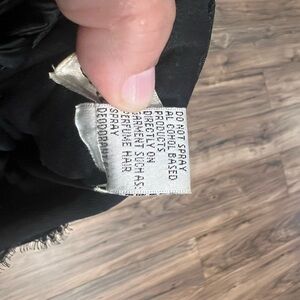 DO NOT SPRAY
ALCOHOL BASED
PRODUCTS
DIRECTLY ON
GARMENT SUCH AS:
PERFUME HAIR
SPRAY
DEODORANT